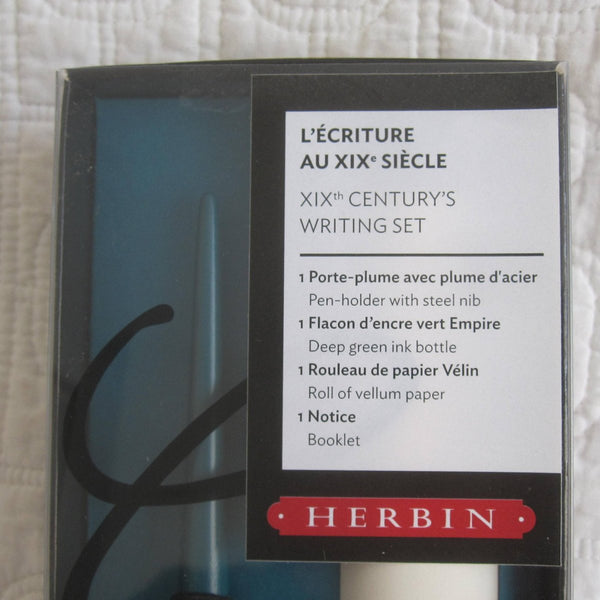 L'ÉCRITURE
AU XIXe SIÈCLE
XIXth CENTURY'S
WRITING SET
1 Porte-plume avec plume d'acier
Pen-holder with steel nib
1 Flacon d'encre vert Empire
Deep green ink bottle
1 Rouleau de papier Vélin
Roll of vellum paper
1 Notice
Booklet
HERBIN